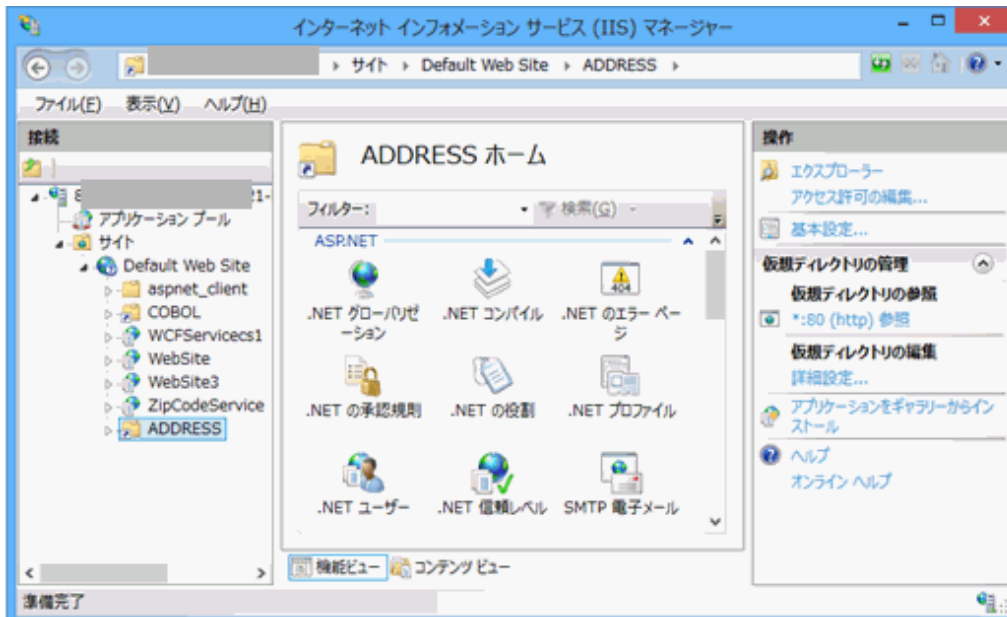 インターネット インフォメーション サービス (IIS) マネージャー
サイト Default Web Site ADDRESS
ファイル(F) 表示(V) ヘルプ(H)
接続
アプリケーション プール
サイト
Default Web Site
aspnet_client
COBOL
WCFServicecs1
WebSite
WebSite3
ZipCodeService
ADDRESS
ADDRESS ホーム
フィルター: 検索(G)
ASP.NET
.NET グローバリゼ
ーション
.NET コンパイル
.NET のエラー ペー
ジ
404
.NET の承認規則
.NET の役割
.NET プロファイル
.NET ユーザー
.NET 信頼レベル
SMTP 電子メール
機能ビュー コンテンツ ビュー
操作
エクスプローラー
アクセス許可の編集...
基本設定...
仮想ディレクトリの管理
仮想ディレクトリの参照
*:80 (http) 参照
仮想ディレクトリの編集
詳細設定...
アプリケーションをギャラリーからイン
ストール
ヘルプ
オンライン ヘルプ
準備完了